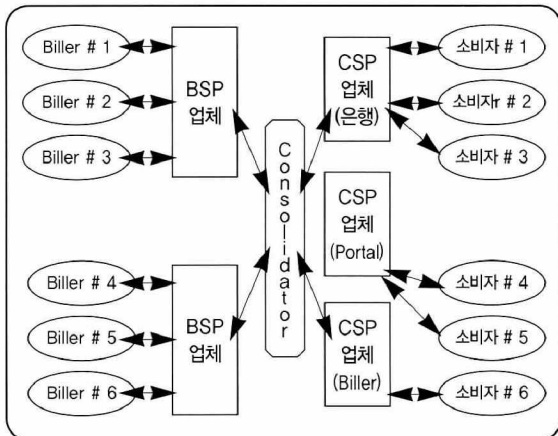 Biller # 1
Biller # 2
Biller # 3
BSP
업체
Biller # 4
Biller # 5
Biller # 6
BSP
업체
Consolidator
CSP
업체
(은행)
CSP
업체
(Portal)
CSP
업체
(Biller)
소비자 # 1
소비자r # 2
소비자 # 3
소비자 # 4
소비자 # 5
소비자 # 6